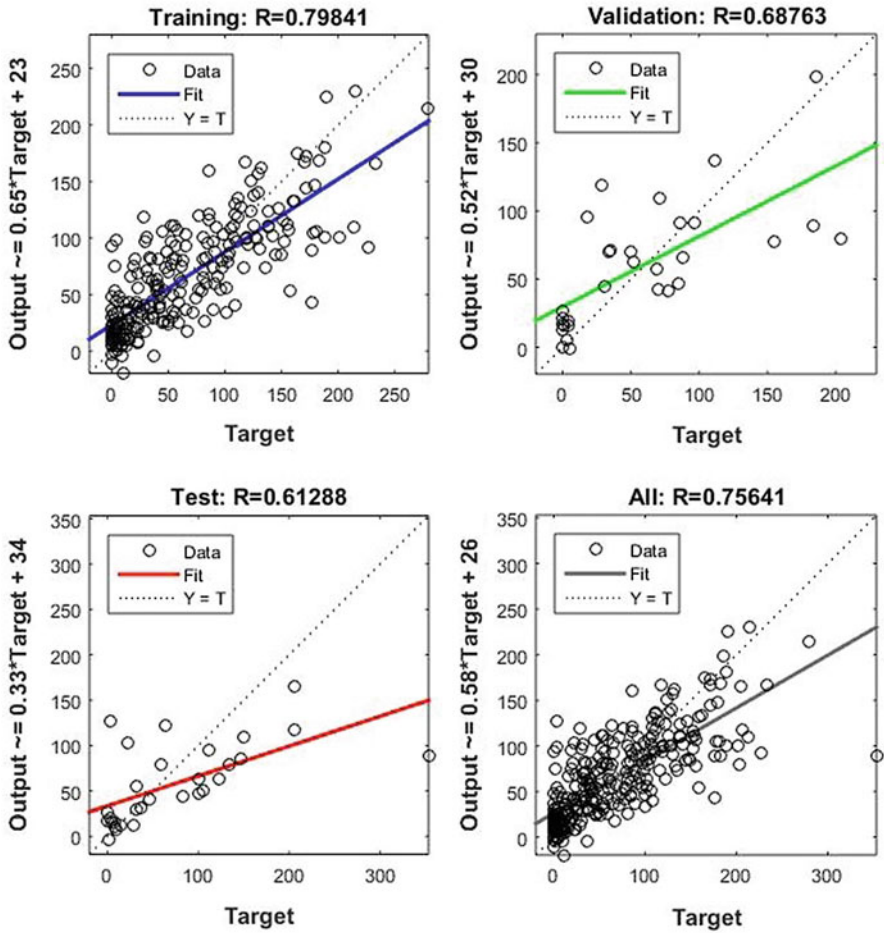 Training: R=0.79841
Output ~= 0.65*Target + 23
Data
Fit
Y = T
250
200
150
100
50
0
0 50 100 150 200 250
Target
Validation: R=0.68763
Output ~= 0.52*Target + 30
Data
Fit
Y = T
200
150
100
50
0
0 50 100 150 200
Target
Test: R=0.61288
Output ~= 0.33*Target + 34
Data
Fit
Y = T
350
300
250
200
150
100
50
0
0 100 200 300
Target
All: R=0.75641
Output ~= 0.58*Target + 26
Data
Fit
Y = T
350
300
250
200
150
100
50
0
0 100 200 300
Target